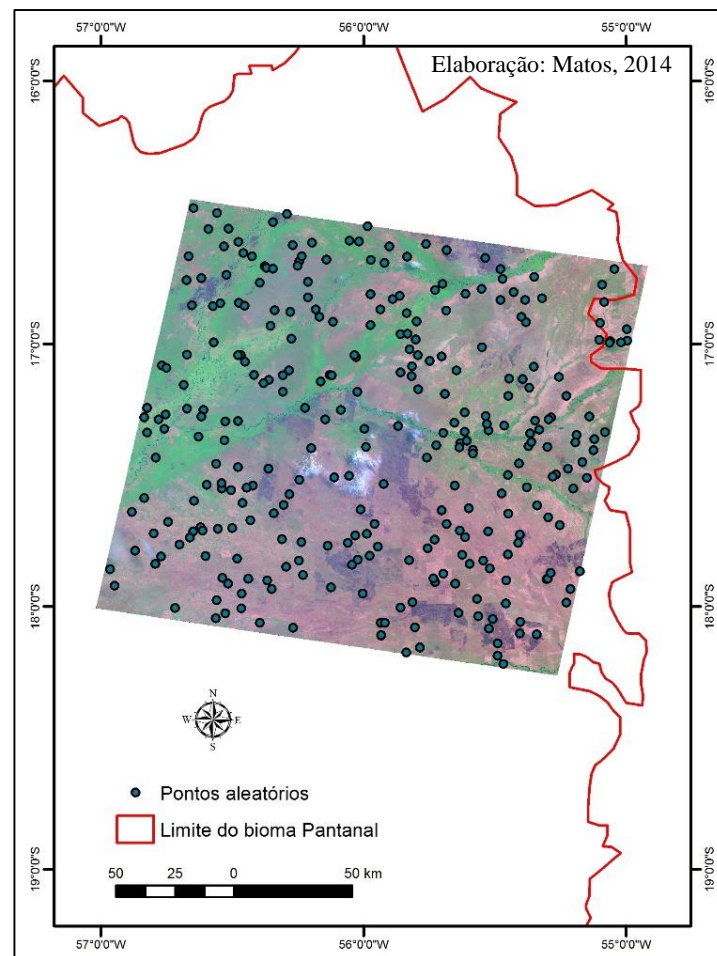 57°0'0"W 56°0'0"W 55°0'0"W
Elaboração: Matos, 2014
16°0'0"S 16°0'0"S
17°0'0"S 17°0'0"S
18°0'0"S 18°0'0"S
N
W E
S
Pontos aleatórios
Limite do bioma Pantanal
50 25 0 50 km
19°0'0"S 19°0'0"S
57°0'0"W 56°0'0"W 55°0'0"W